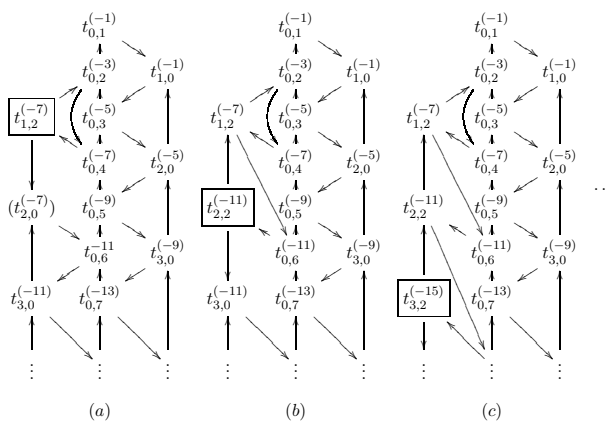 t_{0,1}^{(-1)} t_{0,1}^{(-1)} t_{0,1}^{(-1)}
t_{0,2}^{(-3)} t_{1,0}^{(-1)} t_{0,2}^{(-3)} t_{1,0}^{(-1)} t_{0,2}^{(-3)} t_{1,0}^{(-1)}
t_{1,2}^{(-7)} t_{0,3}^{(-5)} t_{1,2}^{(-7)} t_{0,3}^{(-5)} t_{1,2}^{(-7)} t_{0,3}^{(-5)}
t_{0,4}^{(-7)} t_{2,0}^{(-5)} t_{0,4}^{(-7)} t_{2,0}^{(-5)} t_{0,4}^{(-7)} t_{2,0}^{(-5)}
...
(t_{2,0}^{(-7)}) t_{0,5}^{(-9)} t_{2,2}^{(-11)} t_{0,5}^{(-9)} t_{2,2}^{(-11)} t_{0,5}^{(-9)}
t_{0,6}^{-11} t_{3,0}^{(-9)} t_{0,6}^{(-11)} t_{3,0}^{(-9)} t_{0,6}^{(-11)} t_{3,0}^{(-9)}
t_{3,0}^{(-11)} t_{0,7}^{(-13)} t_{3,0}^{(-11)} t_{0,7}^{(-13)} t_{3,2}^{(-15)} t_{0,7}^{(-13)}
⋮ ⋮ ⋮ ⋮ ⋮ ⋮ ⋮ ⋮ ⋮
(a) (b) (c)